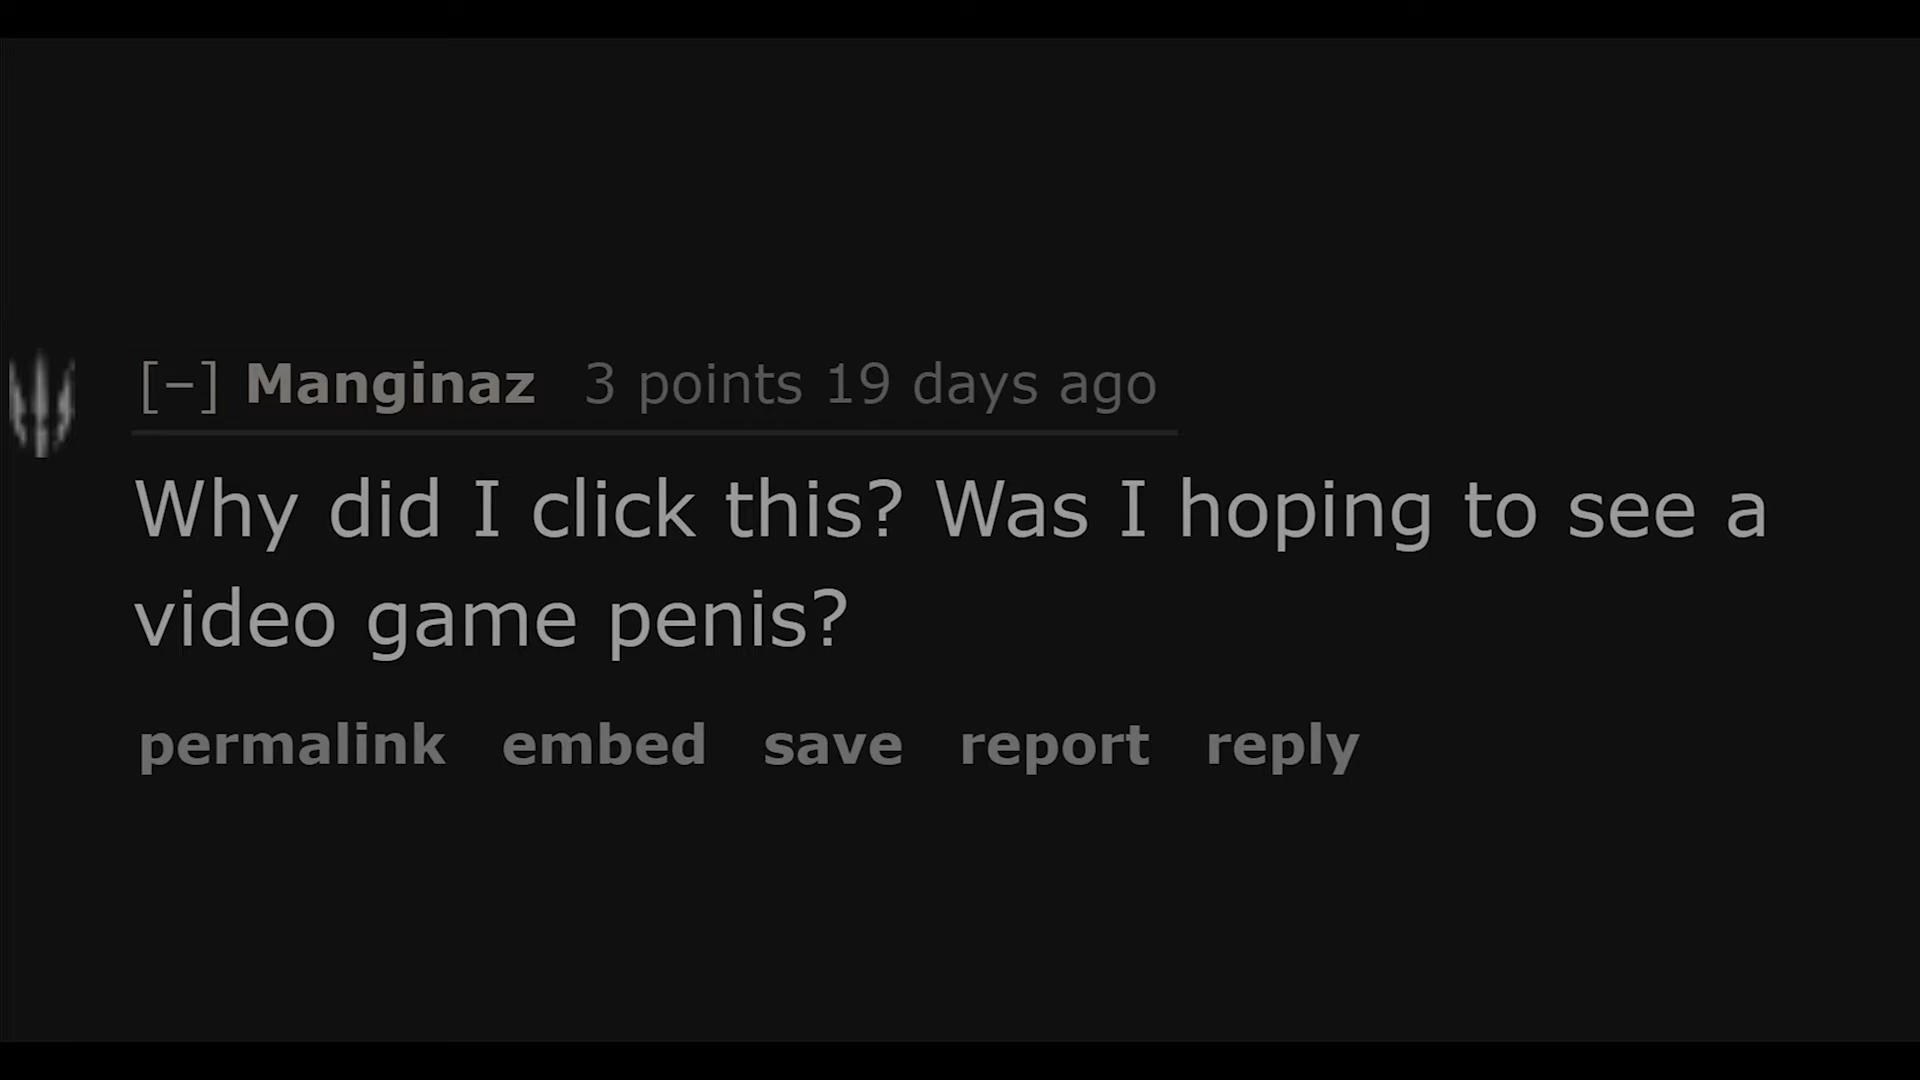 [–] Manginaz 3 points 19 days ago
Why did I click this? Was I hoping to see a
video game penis?
permalink embed save report reply